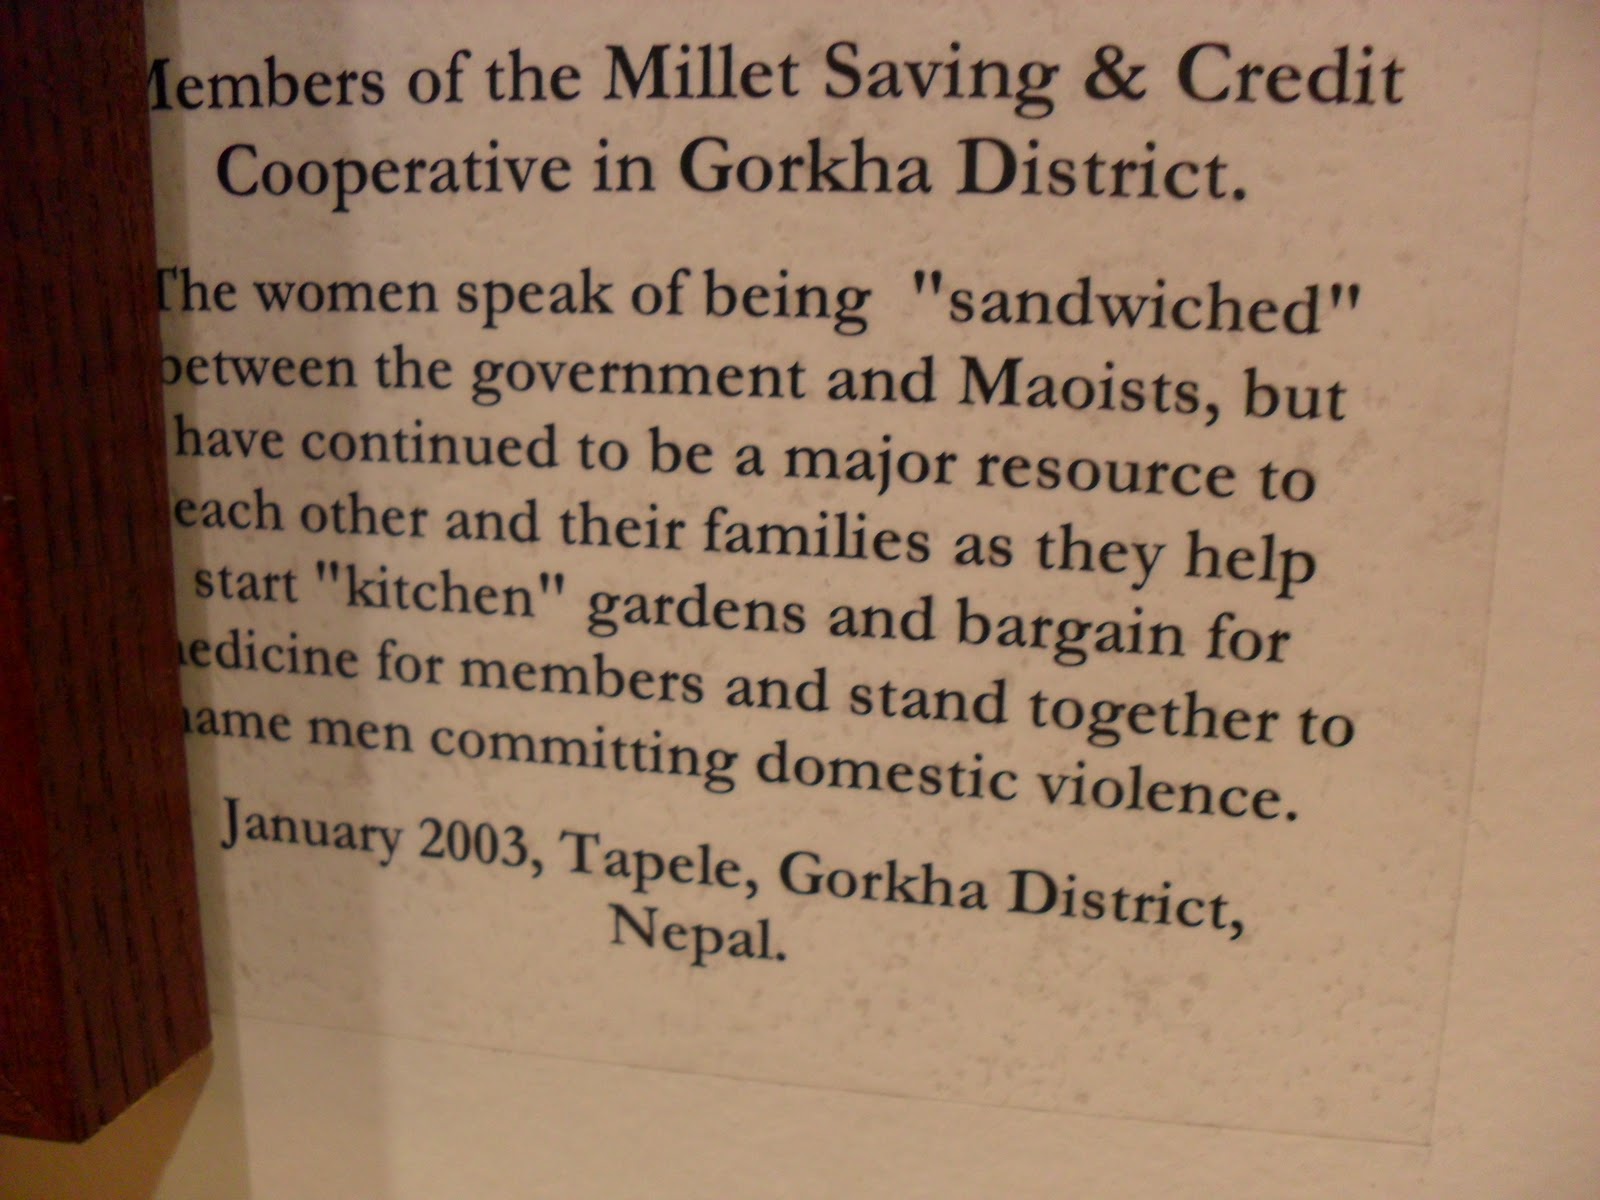 Members of the Millet Saving & Credit
Cooperative in Gorkha District.
The women speak of being "sandwiched"
between the government and Maoists, but
have continued to be a major resource to
each other and their families as they help
start "kitchen" gardens and bargain for
medicine for members and stand together to
men committing domestic violence.
January 2003, Tapele, Gorkha District,
Nepal.